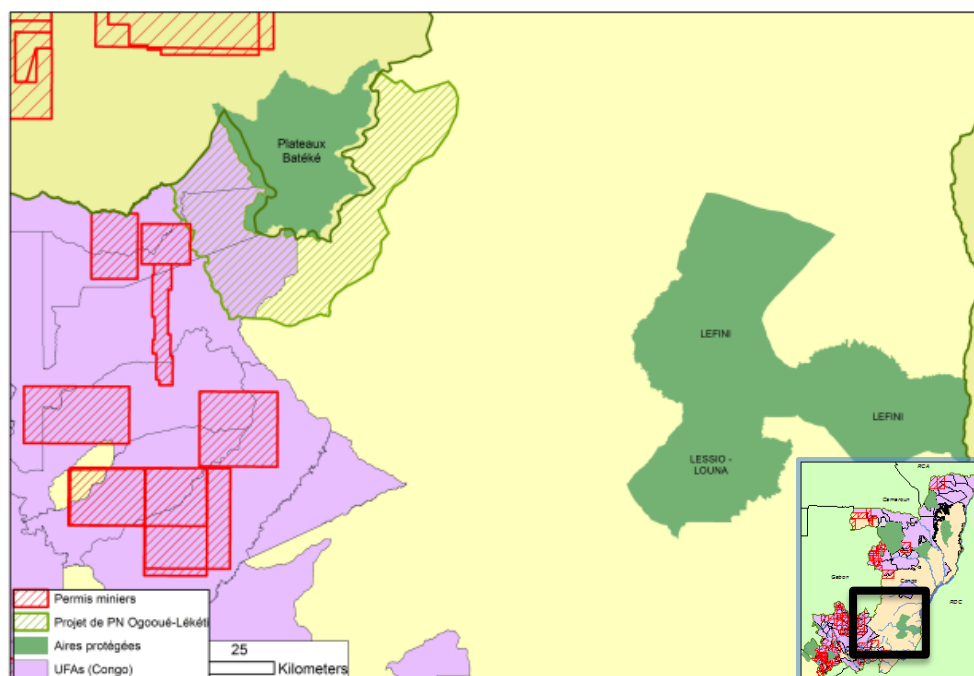 Plateaux
Batéké
LEFINI
LEFINI
LESSIO -
LOUNA
RCA
Cameroun
Gabon
Congo
RDC
Permis miniers
Projet de PN Ogooué-Lékéti
Aires protégées
UFAs (Congo)
25
Kilometers